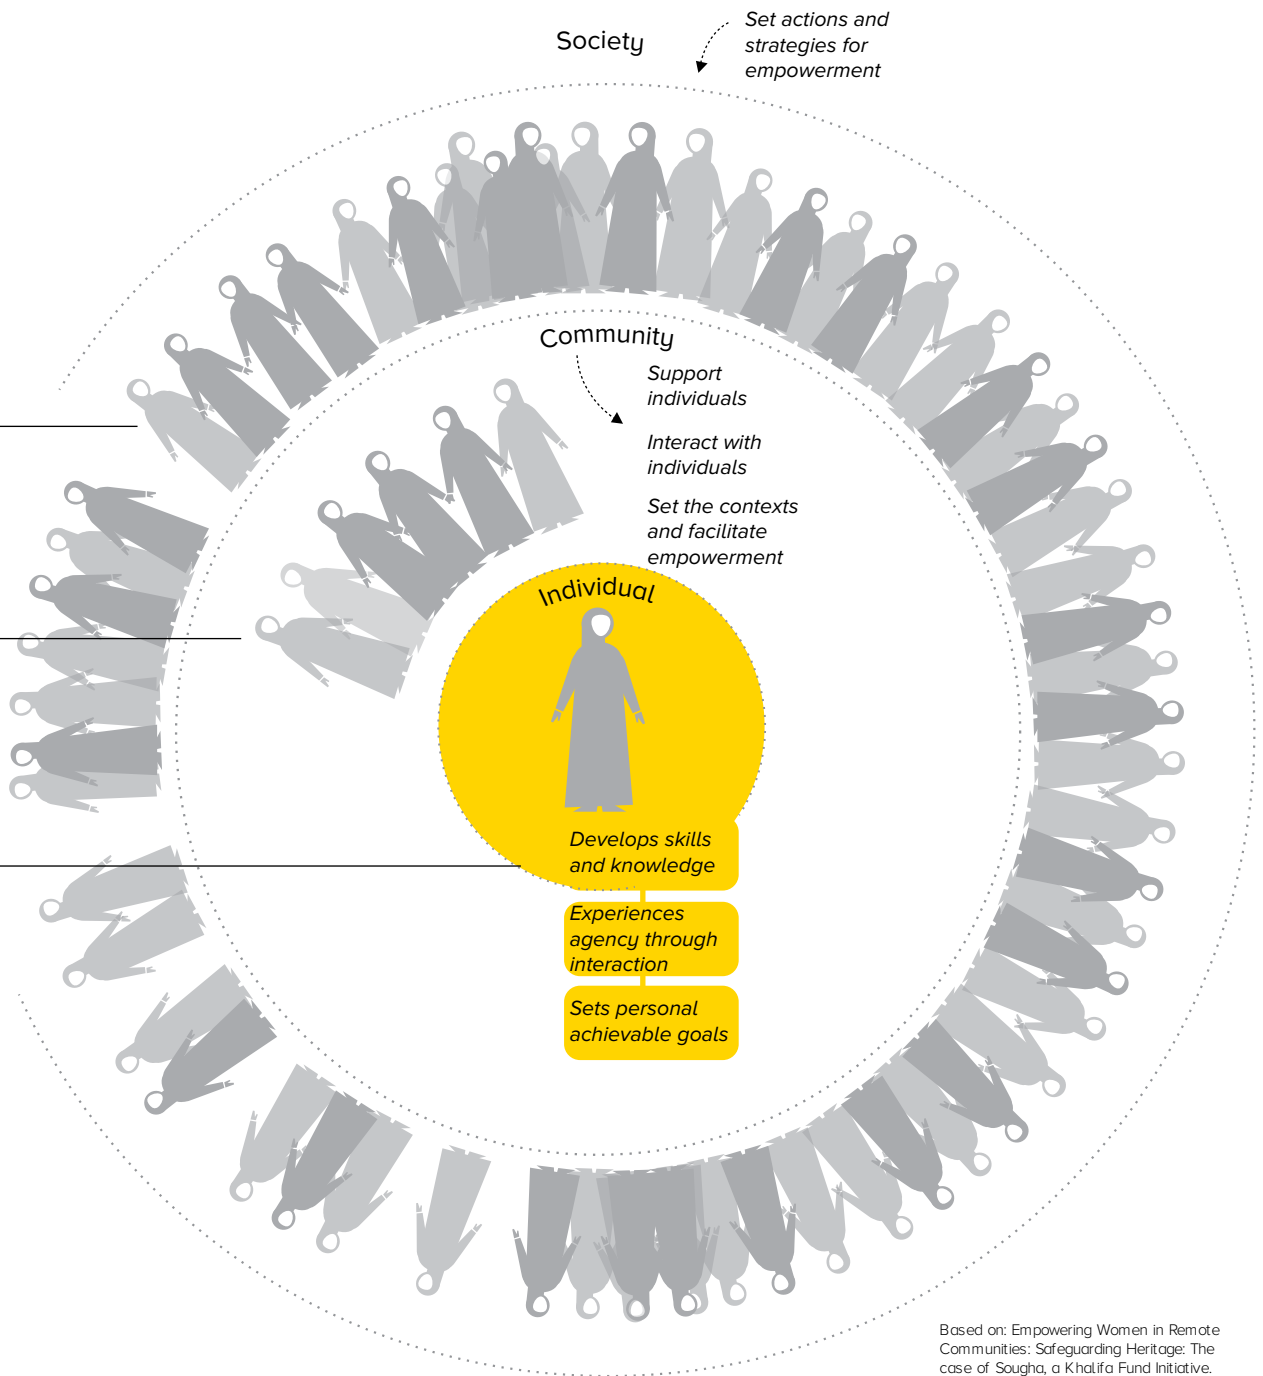 Society
Set actions and
strategies for
empowerment
Community
Support
individuals
Interact with
individuals
Set the contexts
and facilitate
empowerment
Individual
Develops skills
and knowledge
Experiences
agency through
interaction
Sets personal
achievable goals
Based on: Empowering Women in Remote
Communities: Safeguarding Heritage: The
case of Sougha, a Khalifa Fund Initiative.